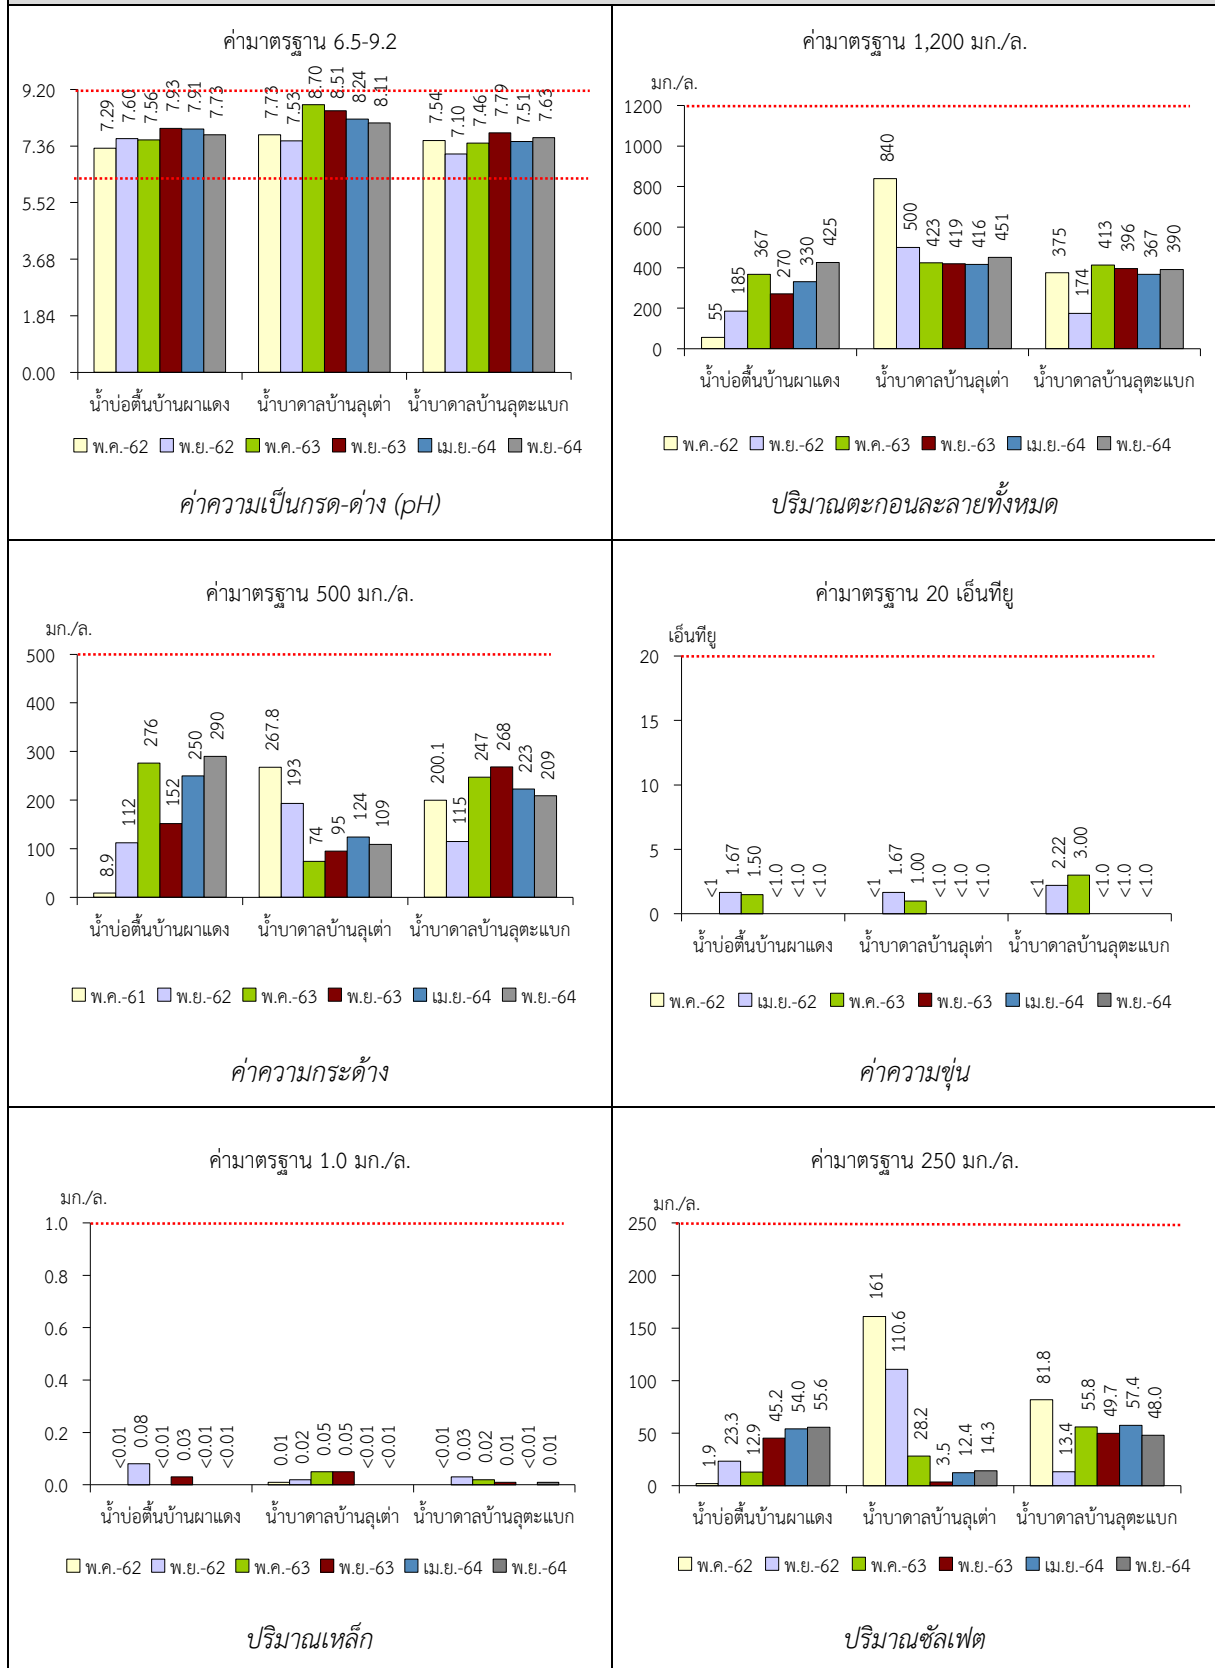 ค่ามาตรฐาน 6.5-9.2
7.29 7.60 7.56 7.93 7.91 7.73 7.73 7.53 8.70 8.51 8.24 8.11 7.54 7.10 7.46 7.79 7.51 7.63
9.20
7.36
5.52
3.68
1.84
0.00
น้ำบ่อตื้นบ้านผาแดง น้ำบาดาลบ้านลุเต่า น้ำบาดาลบ้านลุตะแบก
พ.ค.-62 พ.ย.-62 พ.ค.-63 พ.ย.-63 เม.ย.-64 พ.ย.-64
ค่าความเป็นกรด-ด่าง (pH)
ค่ามาตรฐาน 1,200 มก./ล.
มก./ล.
1200
1000
800
600
400
200
0
55 185 367 270 330 425 840 500 423 419 416 451 375 174 413 396 367 390
น้ำบ่อตื้นบ้านผาแดง น้ำบาดาลบ้านลุเต่า น้ำบาดาลบ้านลุตะแบก
พ.ค.-62 พ.ย.-62 พ.ค.-63 พ.ย.-63 เม.ย.-64 พ.ย.-64
ปริมาณตะกอนละลายทั้งหมด
ค่ามาตรฐาน 500 มก./ล.
มก./ล.
500
400
300
200
100
0
8.9 112 276 152 250 290 267.8 193 74 95 124 109 200.1 115 247 268 223 209
น้ำบ่อตื้นบ้านผาแดง น้ำบาดาลบ้านลุเต่า น้ำบาดาลบ้านลุตะแบก
พ.ค.-61 พ.ย.-62 พ.ค.-63 พ.ย.-63 เม.ย.-64 พ.ย.-64
ค่าความกระด้าง
ค่ามาตรฐาน 20 เอ็นทียู
เอ็นทียู
20
15
10
5
0
<1 1.67 1.50 <1.0 <1.0 <1.0 <1 1.67 1.00 <1.0 <1.0 <1.0 <1 2.22 3.00 <1.0 <1.0 <1.0
น้ำบ่อตื้นบ้านผาแดง น้ำบาดาลบ้านลุเต่า น้ำบาดาลบ้านลุตะแบก
พ.ค.-62 เม.ย.-62 พ.ค.-63 พ.ย.-63 เม.ย.-64 พ.ย.-64
ค่าความขุ่น
ค่ามาตรฐาน 1.0 มก./ล.
มก./ล.
1.0
0.8
0.6
0.4
0.2
0.0
<0.01 0.08 <0.01 0.03 <0.01 <0.01 0.01 0.02 0.05 0.05 <0.01 <0.01 <0.01 0.03 0.02 0.01 <0.01 0.01
น้ำบ่อตื้นบ้านผาแดง น้ำบาดาลบ้านลุเต่า น้ำบาดาลบ้านลุตะแบก
พ.ค.-62 พ.ย.-62 พ.ค.-63 พ.ย.-63 เม.ย.-64 พ.ย.-64
ปริมาณเหล็ก
ค่ามาตรฐาน 250 มก./ล.
มก./ล.
250
200
150
100
50
0
1.9 23.3 12.9 45.2 54.0 55.6 161 110.6 28.2 3.5 12.4 14.3 81.8 13.4 55.8 49.7 57.4 48.0
น้ำบ่อตื้นบ้านผาแดง น้ำบาดาลบ้านลุเต่า น้ำบาดาลบ้านลุตะแบก
พ.ค.-62 พ.ย.-62 พ.ค.-63 พ.ย.-63 เม.ย.-64 พ.ย.-64
ปริมาณซัลเฟต